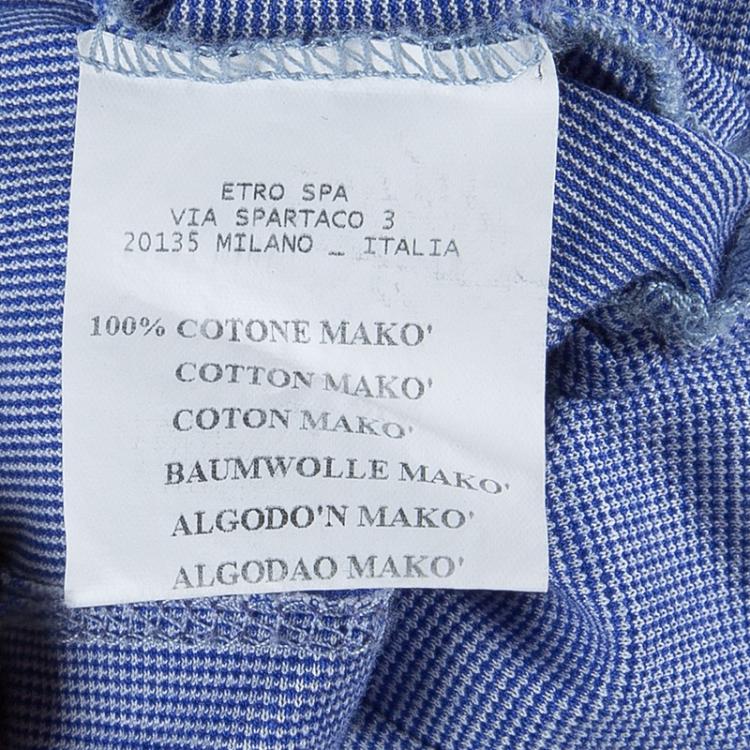 ETRO SPA
VIA SPARTACO 3
20135 MILANO _ ITALIA
100% COTONE MAKO'
COTTON MAKO'
COTON MAKO'
BAUMWOLLE MAKO'
ALGODO'N MAKO'
ALGODAO MAKO'